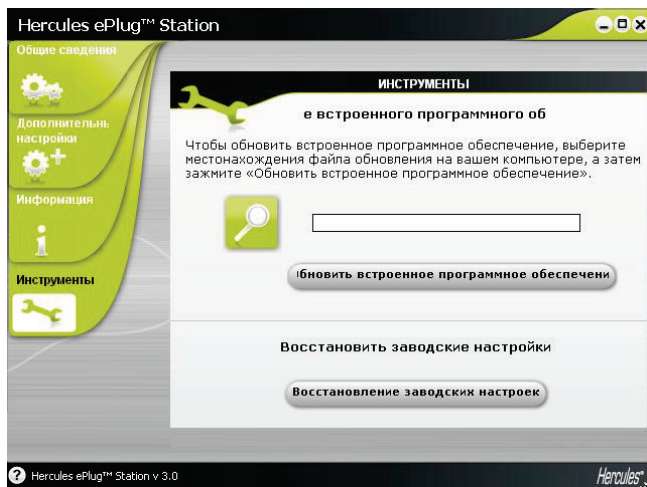 Hercules ePlug™ Station
Общие сведения
Дополнительнь
настройки
Информация
Инструменты
ИНСТРУМЕНТЫ
е встроенного программного об
Чтобы обновить встроенное программное обеспечение, выберите
местонахождения файла обновления на вашем компьютере, а затем
зажмите «Обновить встроенное программное обеспечение».
бновить встроенное программное обеспечени
Восстановить заводские настройки
Восстановление заводских настроек
? Hercules ePlug™ Station v 3.0
Hercules